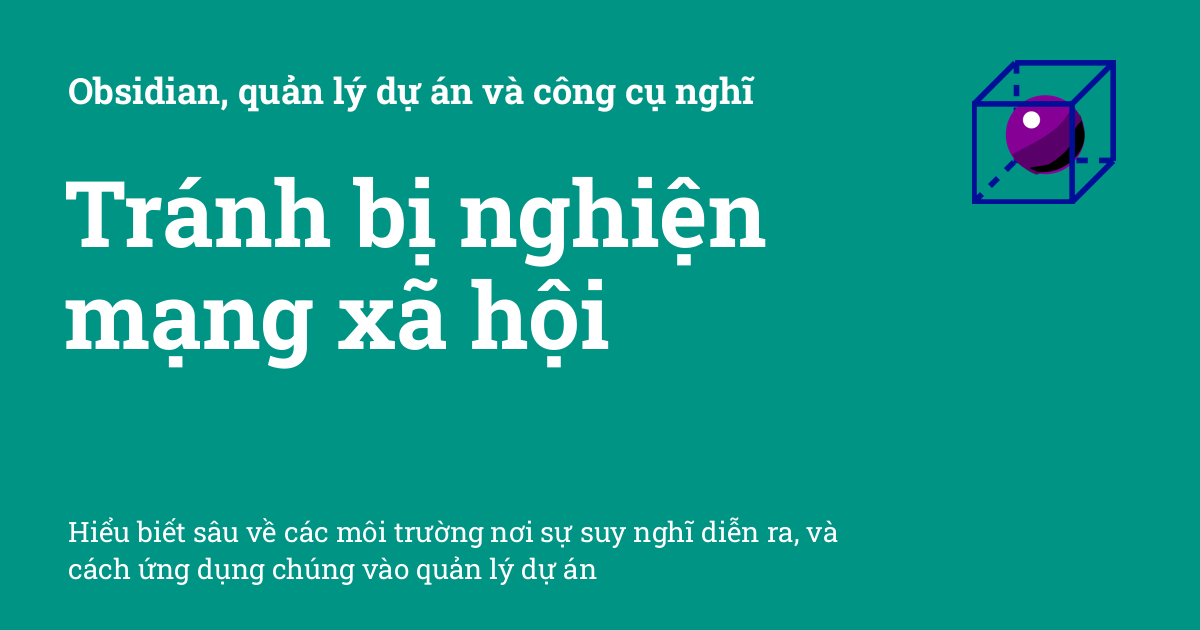 Obsidian, quản lý dự án và công cụ nghĩ
Tránh bị nghiện
mạng xã hội
Hiểu biết sâu về các môi trường nơi sự suy nghĩ diễn ra, và
cách ứng dụng chúng vào quản lý dự án